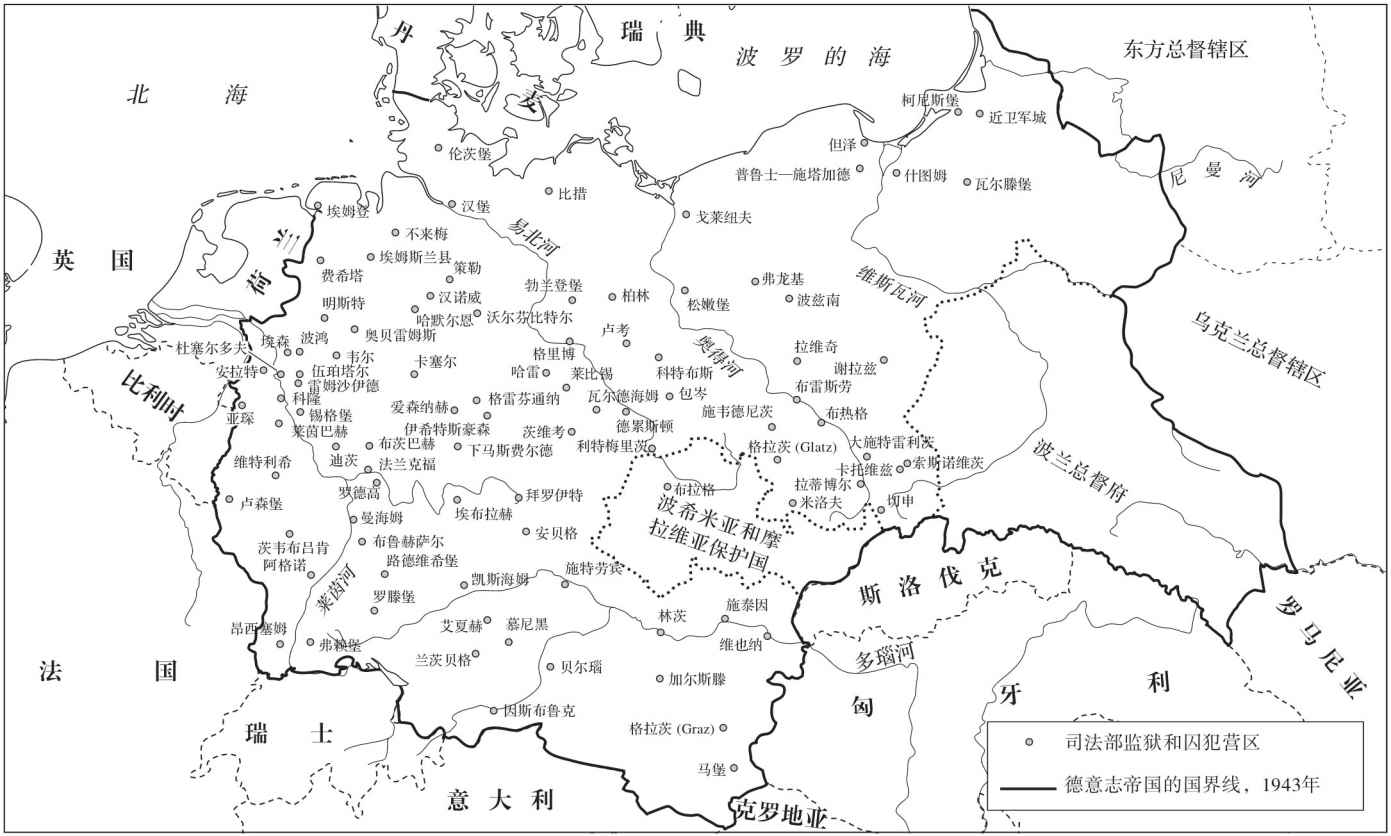 丹
麦
瑞典
波罗的海
东方总督辖区
北海
柯尼斯堡
近卫军城
伦茨堡
但泽
普鲁士—施塔加德
什图姆
瓦尔滕堡
尼曼河
比措
埃姆登
汉堡
戈莱纽夫
易北河
不来梅
英国
荷兰
埃姆斯兰县
费希塔
策勒
弗龙基
维斯瓦河
勃兰登堡
柏林
松嫩堡
波兹南
汉诺威
明斯特
哈默尔恩
沃尔芬比特尔
乌克兰总督辖区
奥贝雷姆斯
卢考
杜塞尔多夫
埃森
波鸿
韦尔
卡塞尔
格里博
奥得河
拉维奇
谢拉兹
安拉特
伍珀塔尔
哈雷
莱比锡
科特布斯
比利时
雷姆沙伊德
布雷斯劳
科隆
格雷芬通纳
瓦尔德海姆
包岑
亚琛
锡格堡
爱森纳赫
施韦德尼茨
布热格
莱茵巴赫
伊希特斯豪森
茨维考
德累斯顿
迪茨
布茨巴赫
下马斯费尔德
利特梅里茨
格拉茨 (Glatz)
大施特雷利茨
维特利希
法兰克福
卡托维兹
索斯诺维茨
波兰总督府
罗德高
拜罗伊特
布拉格
拉蒂博尔
卢森堡
埃布拉赫
米洛夫
切申
曼海姆
波希米亚和摩
拉维亚保护国
安贝格
茨韦布吕肯
布鲁赫萨尔
阿格诺
路德维希堡
凯斯海姆
施特劳宾
斯洛伐克
莱茵河
罗滕堡
林茨
施泰因
罗马尼亚
昂西塞姆
弗赖堡
艾夏赫
慕尼黑
维也纳
兰茨贝格
多瑙河
法国
贝尔瑙
加尔斯滕
匈牙利
因斯布鲁克
瑞士
格拉茨 (Graz)
司法部监狱和囚犯营区
马堡
德意志帝国的国界线，1943年
意大利
克罗地亚